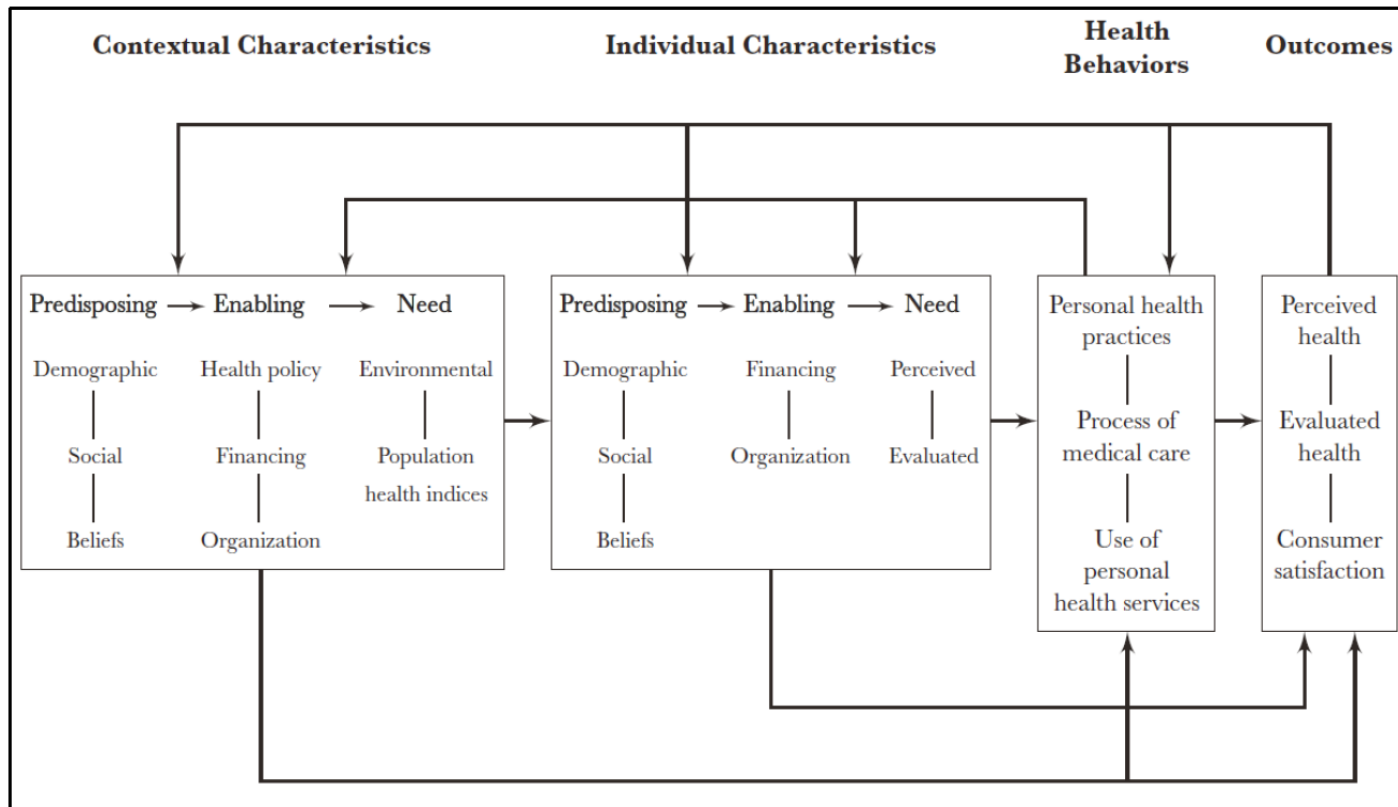 Contextual Characteristics
Individual Characteristics
Health
Behaviors
Outcomes
Predisposing
Enabling
Need
Demographic
Social
Beliefs
Health policy
Financing
Organization
Environmental
Population
health indices
Predisposing
Enabling
Need
Demographic
Social
Beliefs
Financing
Organization
Perceived
Evaluated
Personal health
practices
Process of
medical care
Use of
personal
health services
Perceived
health
Evaluated
health
Consumer
satisfaction